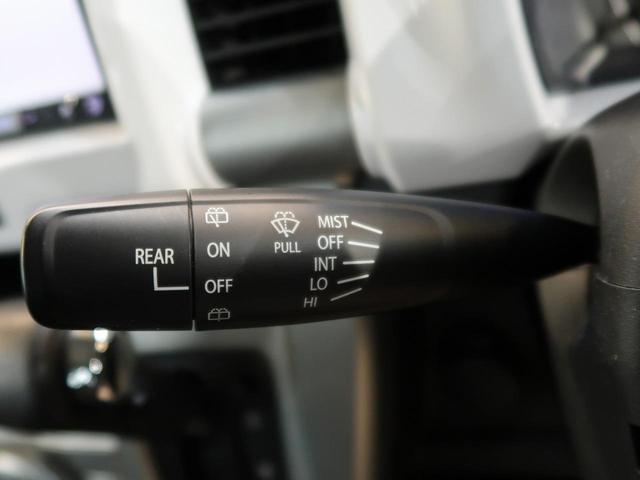 REAR
ON
OFF
PULL
MIST
OFF
INT
LO
HI